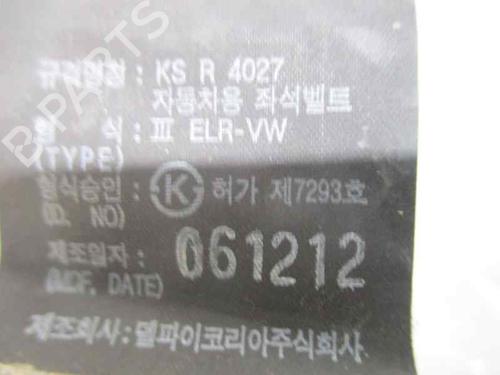 규격명칭 : KS R 4027
자동차용 좌석벨트
형 식 : Ⅲ ELR-VW
(TYPE)
형식승인 : Ⓚ 허가 제7293호
(P. NO)
제조일자 : 061212
(MDF. DATE)
제조회사 : 델파이코리아주식회사
B-PARTS